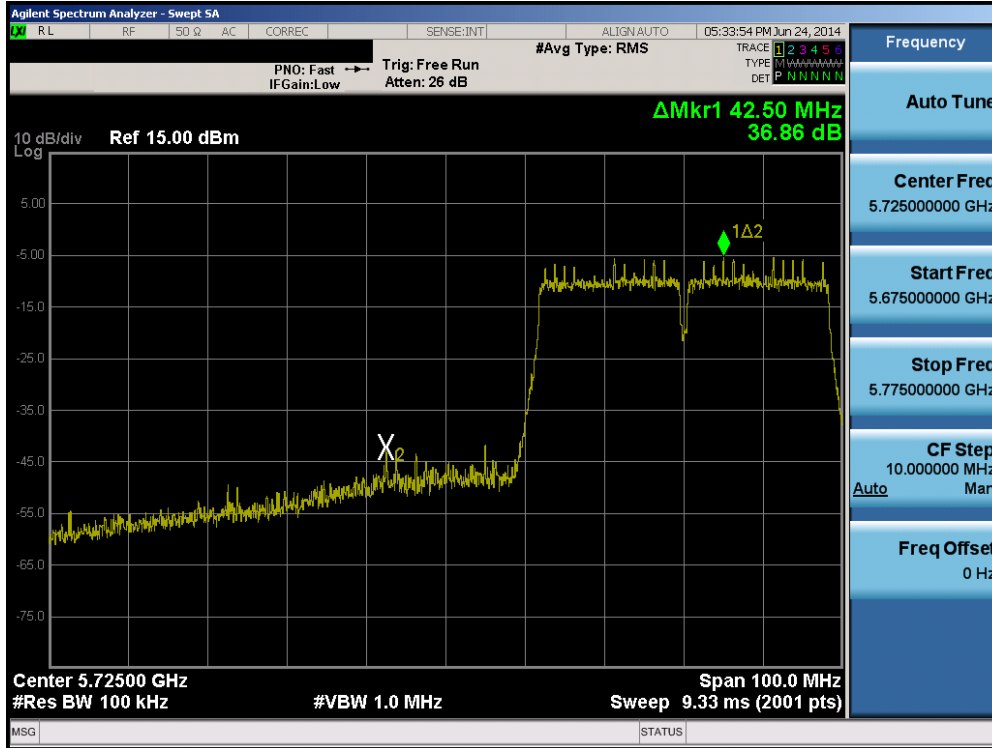 Agilent Spectrum Analyzer - Swept SA
LXI RL RF 50 Ω AC CORREC SENSE:INT ALIGN AUTO 05:33:54 PM Jun 24, 2014
#Avg Type: RMS TRACE 1 2 3 4 5 6
PNO: Fast Trig: Free Run TYPE M WWWWW
IFGain:Low Atten: 26 dB DET P N N N N N
Frequency
ΔMkr1 42.50 MHz
10 dB/div Ref 15.00 dBm 36.86 dB
Log
5.00
-5.00
-15.0
-25.0
-35.0
-45.0
-55.0
-65.0
-75.0
1Δ2
X2
Center 5.72500 GHz Span 100.0 MHz
#Res BW 100 kHz #VBW 1.0 MHz Sweep 9.33 ms (2001 pts)
MSG STATUS
Auto Tune
Center Freq
5.725000000 GHz
Start Freq
5.675000000 GHz
Stop Freq
5.775000000 GHz
CF Step
10.000000 MHz
Auto Man
Freq Offset
0 Hz